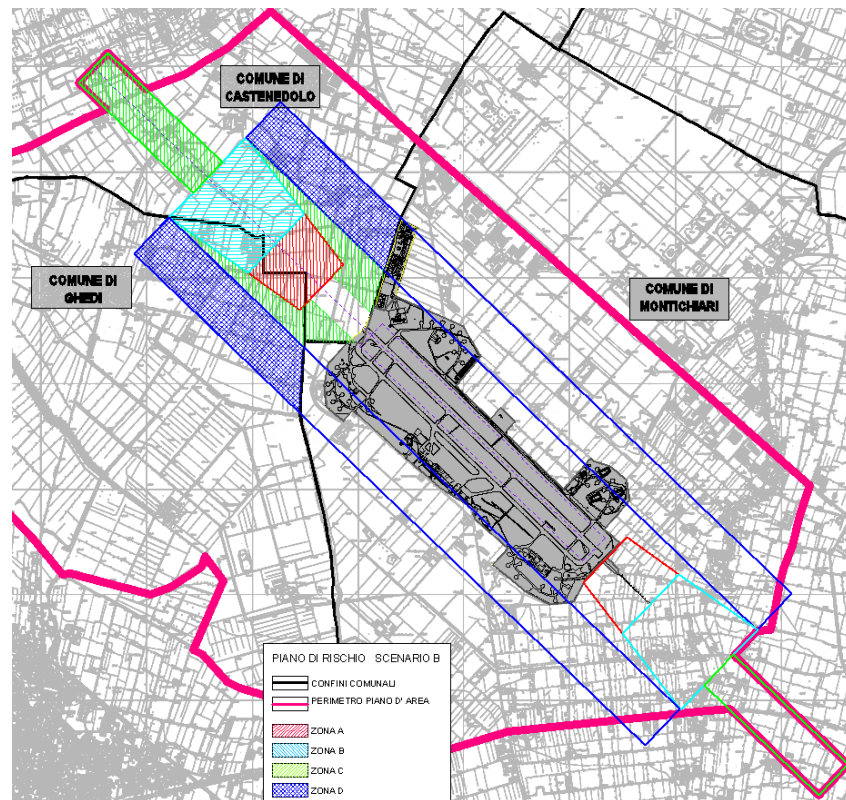 COMUNE DI
CASTENEDOLO
COMUNE DI
GHEDI
COMUNE DI
MONTICHIARI
PIANO DI RISCHIO SCENARIO B
CONFINI COMUNALI
PERIMETRO PIANO D' AREA
ZONA A
ZONA B
ZONA C
ZONA D